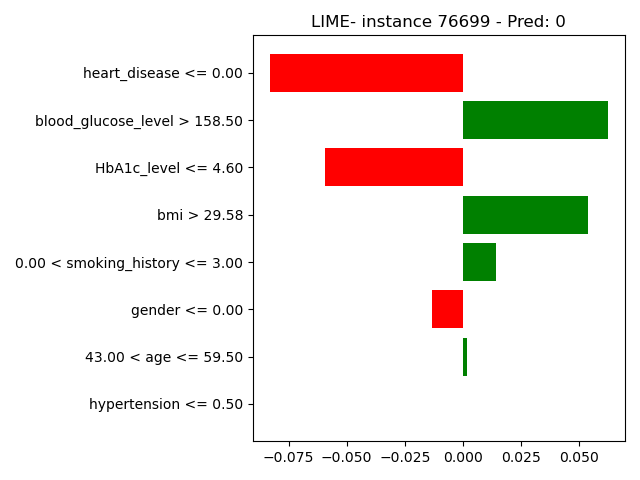 LIME- instance 76699 - Pred: 0
heart_disease <= 0.00
blood_glucose_level > 158.50
HbA1c_level <= 4.60
bmi > 29.58
0.00 < smoking_history <= 3.00
gender <= 0.00
43.00 < age <= 59.50
hypertension <= 0.50
−0.075 −0.050 −0.025 0.000 0.025 0.050